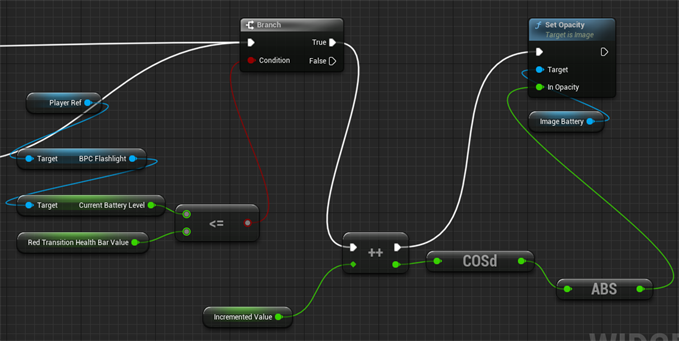 Branch
Set Opacity
Target is Image
True
Condition
False
Target
In Opacity
Player Ref
Image Battery
Target
BPC Flashlight
Target
Current Battery Level
<=
Red Transition Health Bar Value
++
COSd
ABS
Incremented Value